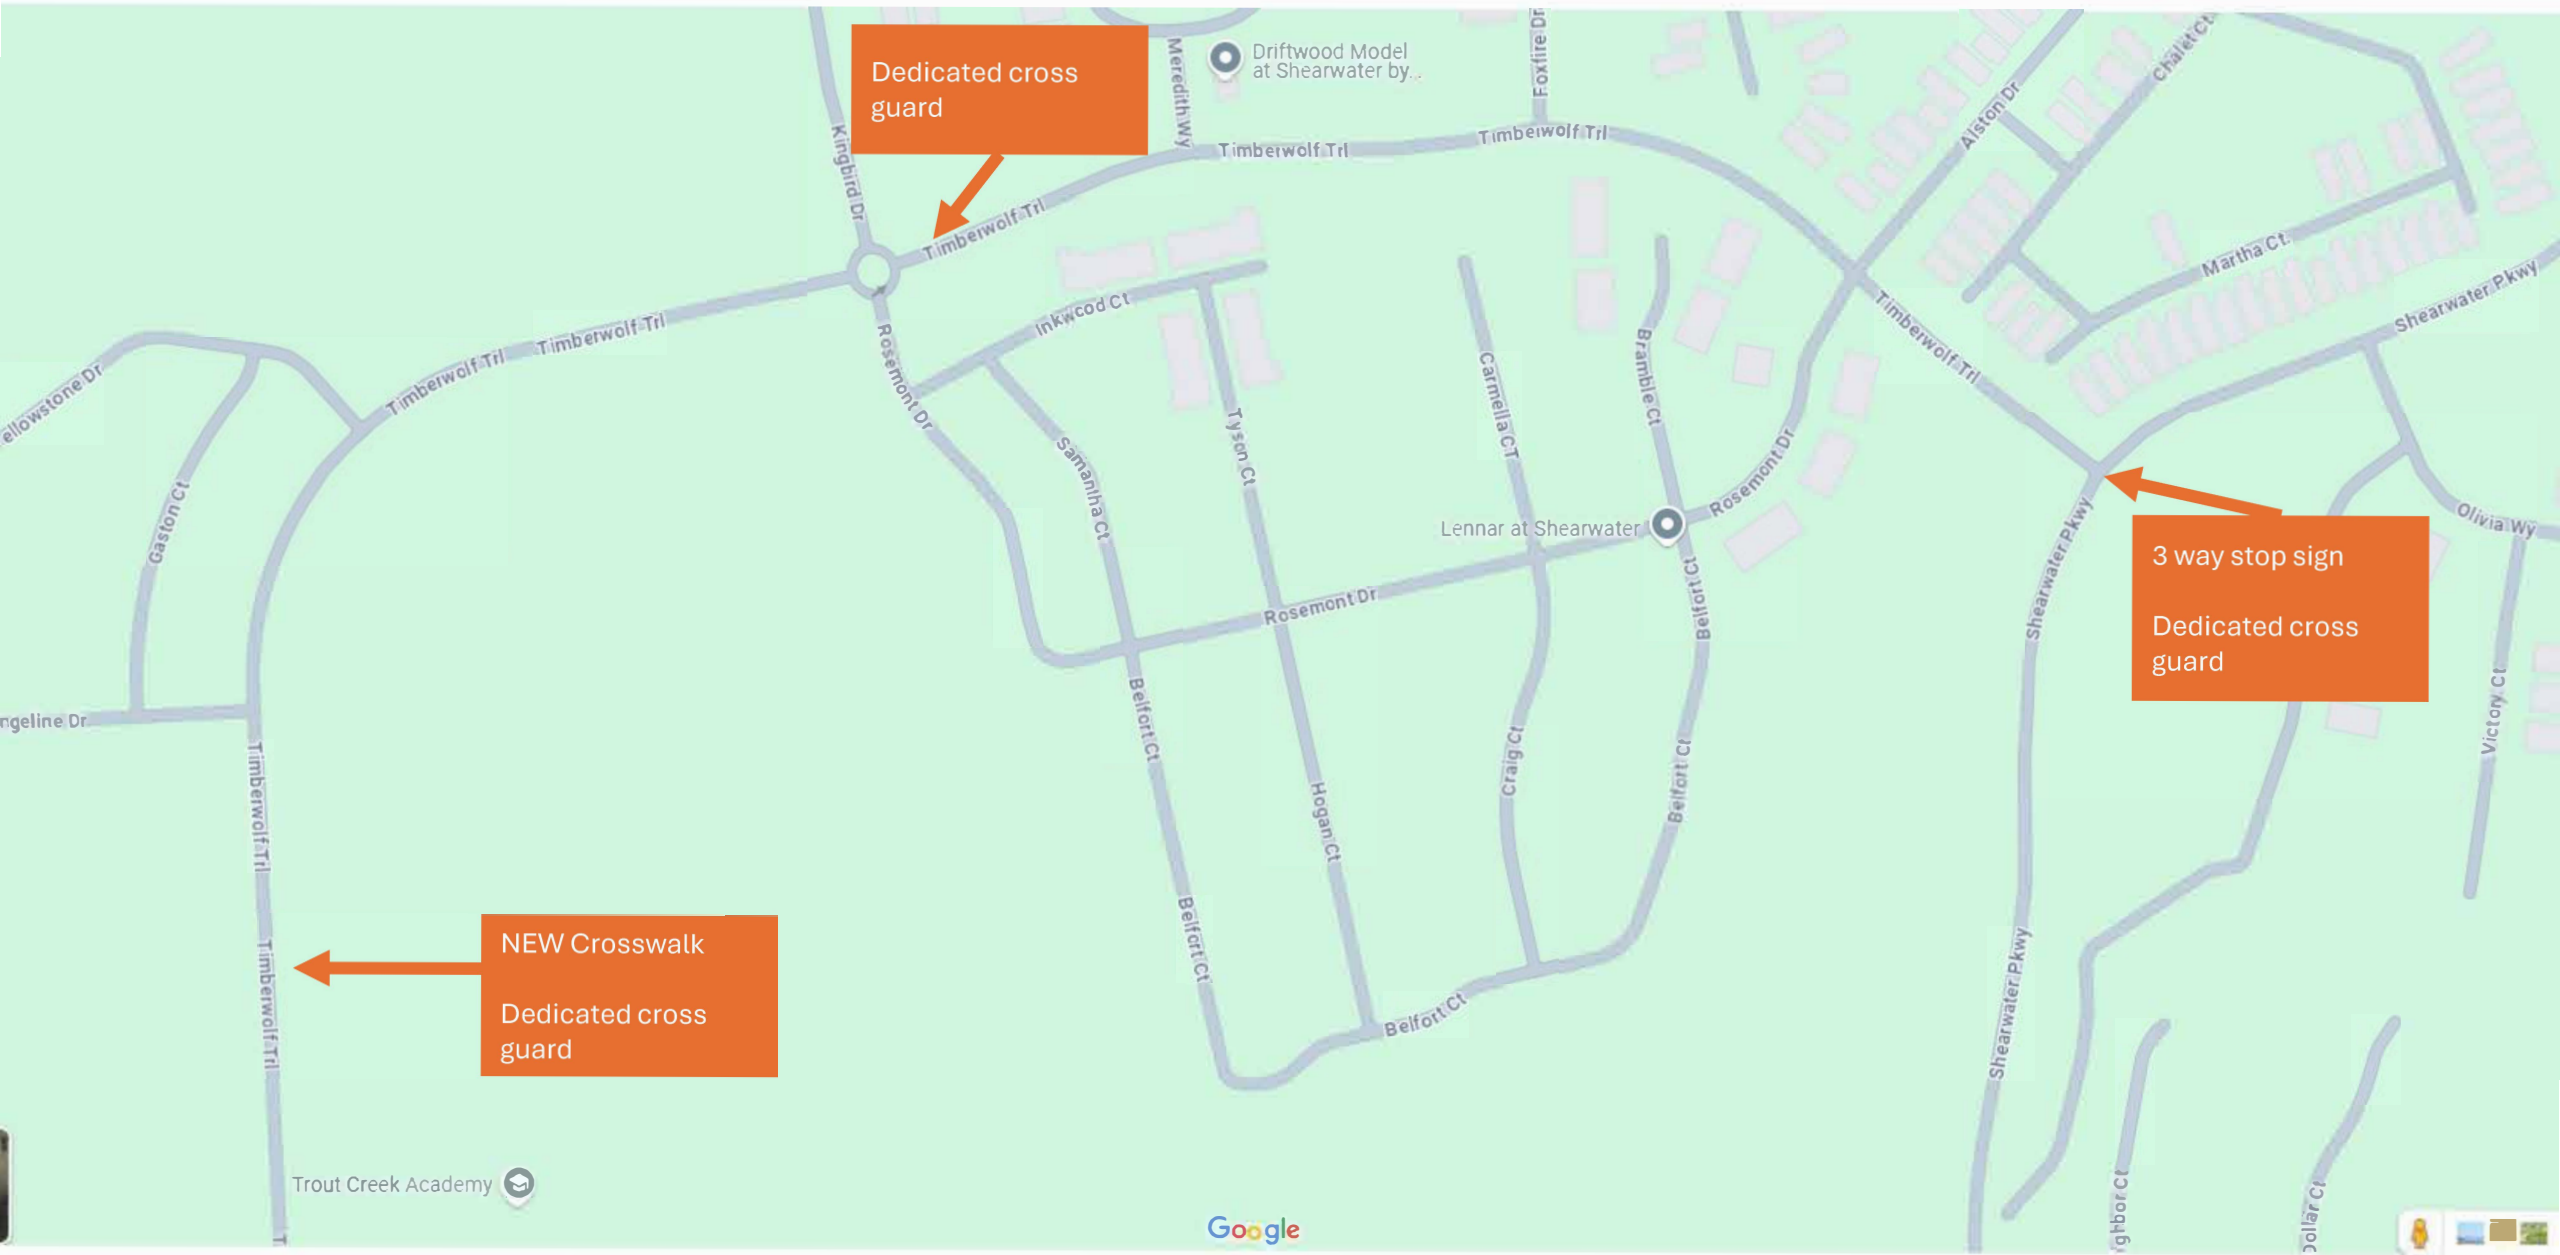 Dedicated cross
guard
Kingbird Dr
Meredith Wy
Driftwood Model
at Shearwater by...
Foxfire Dr
Timberwolf Trl
Timberwolf Trl
Alston Dr
Chalet Ct
Timberwolf Trl
Martha Ct
Shearwater Pkwy
Timberwolf Trl
Timberwolf Trl
Timberwolf Trl
ellowstone Dr
Rosemont Dr
Inkwood Ct
Samantha Ct
Tyson Ct
Carmella CT
Bramble Ct
Rosemont Dr
Gaston Ct
Lennar at Shearwater
Olivia Wy
3 way stop sign
Dedicated cross
guard
Shearwater Pkwy
Belfort Ct
Rosemont Dr
ngeline Dr
Timberwolf Trl
Belfort Ct
Hogan Ct
Craig Ct
Belfort Ct
Victory Ct
NEW Crosswalk
Dedicated cross
guard
Timberwolf Trl
Belfort Ct
Belfort Ct
Shearwater Pkwy
Trout Creek Academy
T
Google
ghbor Ct
Dollar Ct